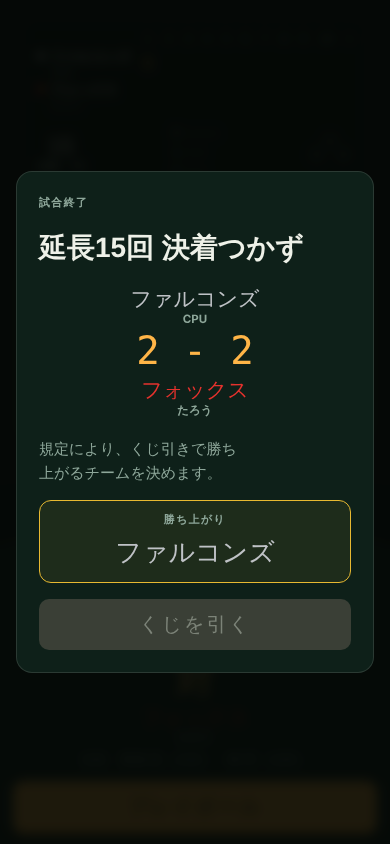 試合終了
延長15回 決着つかず
ファルコンズ
CPU
2 - 2
フォックス
たろう
規定により、くじ引きで勝ち
上がるチームを決めます。
勝ち上がり
ファルコンズ
くじを引く